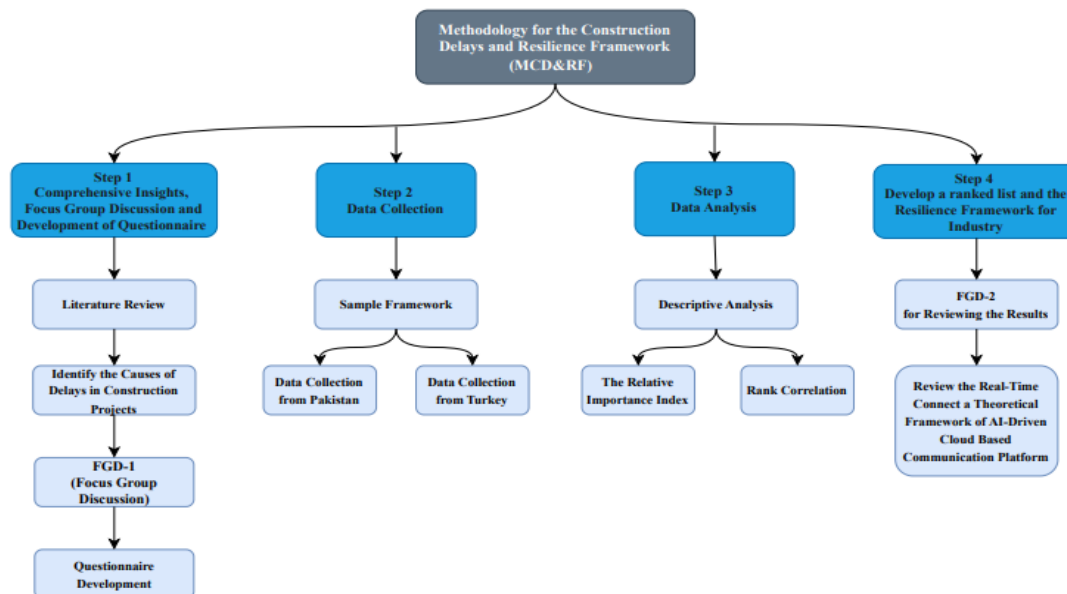 Methodology for the Construction
Delays and Resilience Framework
(MCD&RF)
Step 1
Comprehensive Insights,
Focus Group Discussion and
Development of Questionnaire
Literature Review
Identify the Causes of
Delays in Construction
Projects
FGD-1
(Focus Group
Discussion)
Questionnaire
Development
Step 2
Data Collection
Sample Framework
Data Collection
from Pakistan
Data Collection
from Turkey
Step 3
Data Analysis
Descriptive Analysis
The Relative
Importance Index
Rank Correlation
Step 4
Develop a ranked list and the
Resilience Framework for
Industry
FGD-2
for Reviewing the Results
Review the Real-Time
Connect a Theoretical
Framework of AI-Driven
Cloud Based
Communication Platform